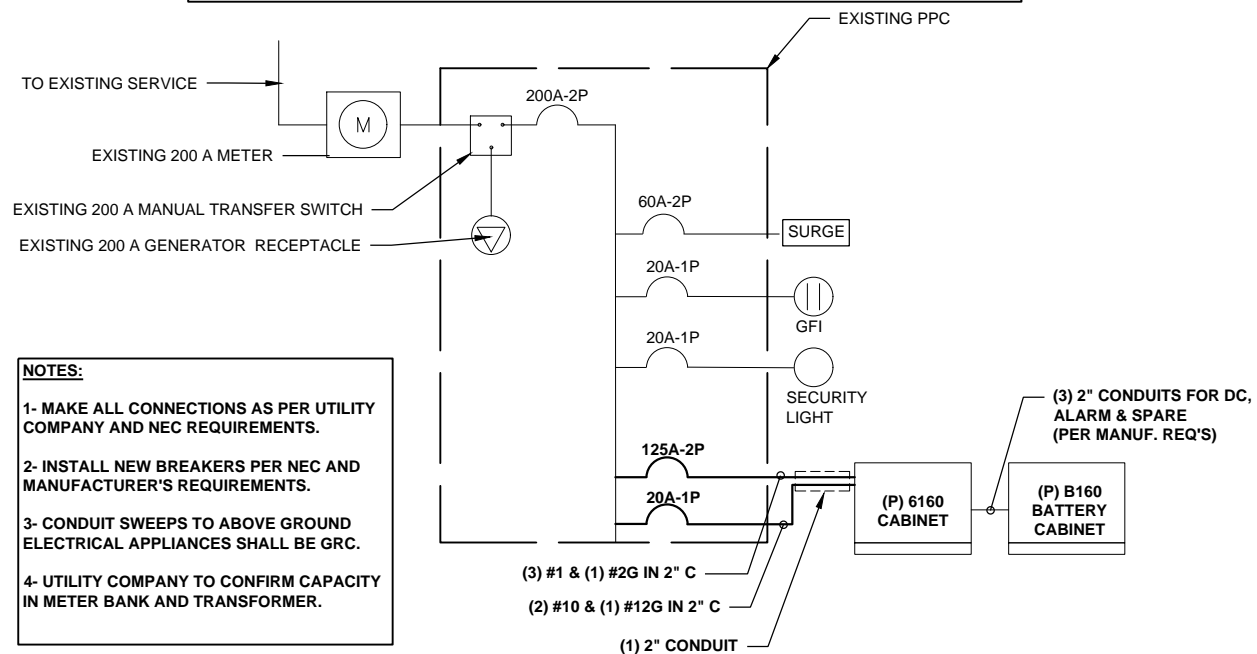 EXISTING PPC
TO EXISTING SERVICE
200A-2P
M
EXISTING 200 A METER
EXISTING 200 A MANUAL TRANSFER SWITCH
60A-2P
SURGE
EXISTING 200 A GENERATOR RECEPTACLE
20A-1P
GFI
20A-1P
SECURITY
LIGHT
NOTES:
1- MAKE ALL CONNECTIONS AS PER UTILITY
COMPANY AND NEC REQUIREMENTS.
2- INSTALL NEW BREAKERS PER NEC AND
MANUFACTURER'S REQUIREMENTS.
3- CONDUIT SWEEPS TO ABOVE GROUND
ELECTRICAL APPLIANCES SHALL BE GRC.
4- UTILITY COMPANY TO CONFIRM CAPACITY
IN METER BANK AND TRANSFORMER.
(3) 2" CONDUITS FOR DC,
ALARM & SPARE
(PER MANUF. REQ'S)
125A-2P
20A-1P
(P) 6160
CABINET
(P) B160
BATTERY
CABINET
(3) #1 & (1) #2G IN 2" C
(2) #10 & (1) #12G IN 2" C
(1) 2" CONDUIT